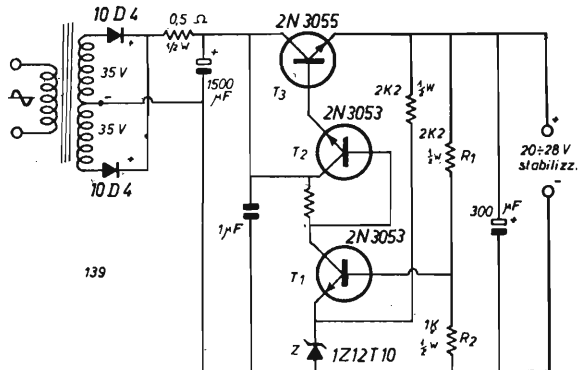 10 D 4
0,5 Ω
½ W
2N 3055
35 V
35 V
+
-
+
1500
μF
T3
2K2
½ W
2N 3053
T2
2K2
½ W
R1
+
20÷28 V
stabilizz.
-
10 D 4
+
1μF
300 μF
+
2N 3053
T1
139
1K
½ W
R2
Z
1Z12T10